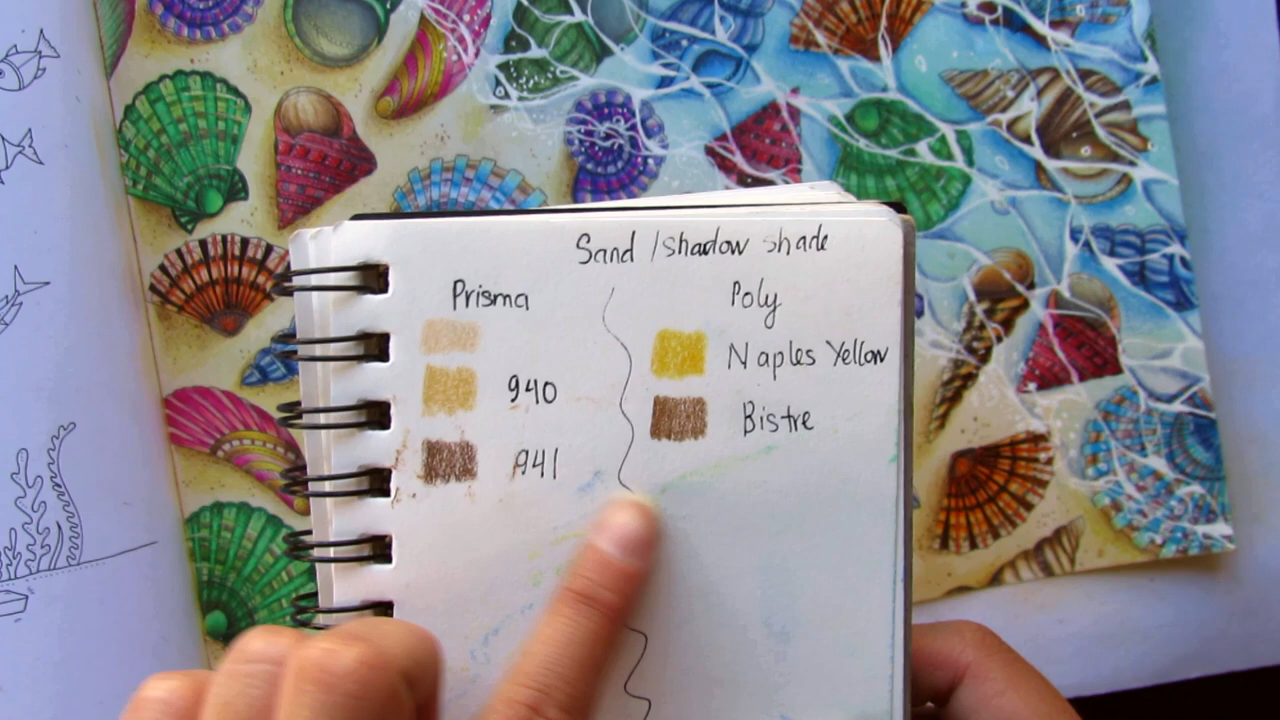 Sand / shadow shade
Prisma
940
941
Poly
Naples Yellow
Bistre